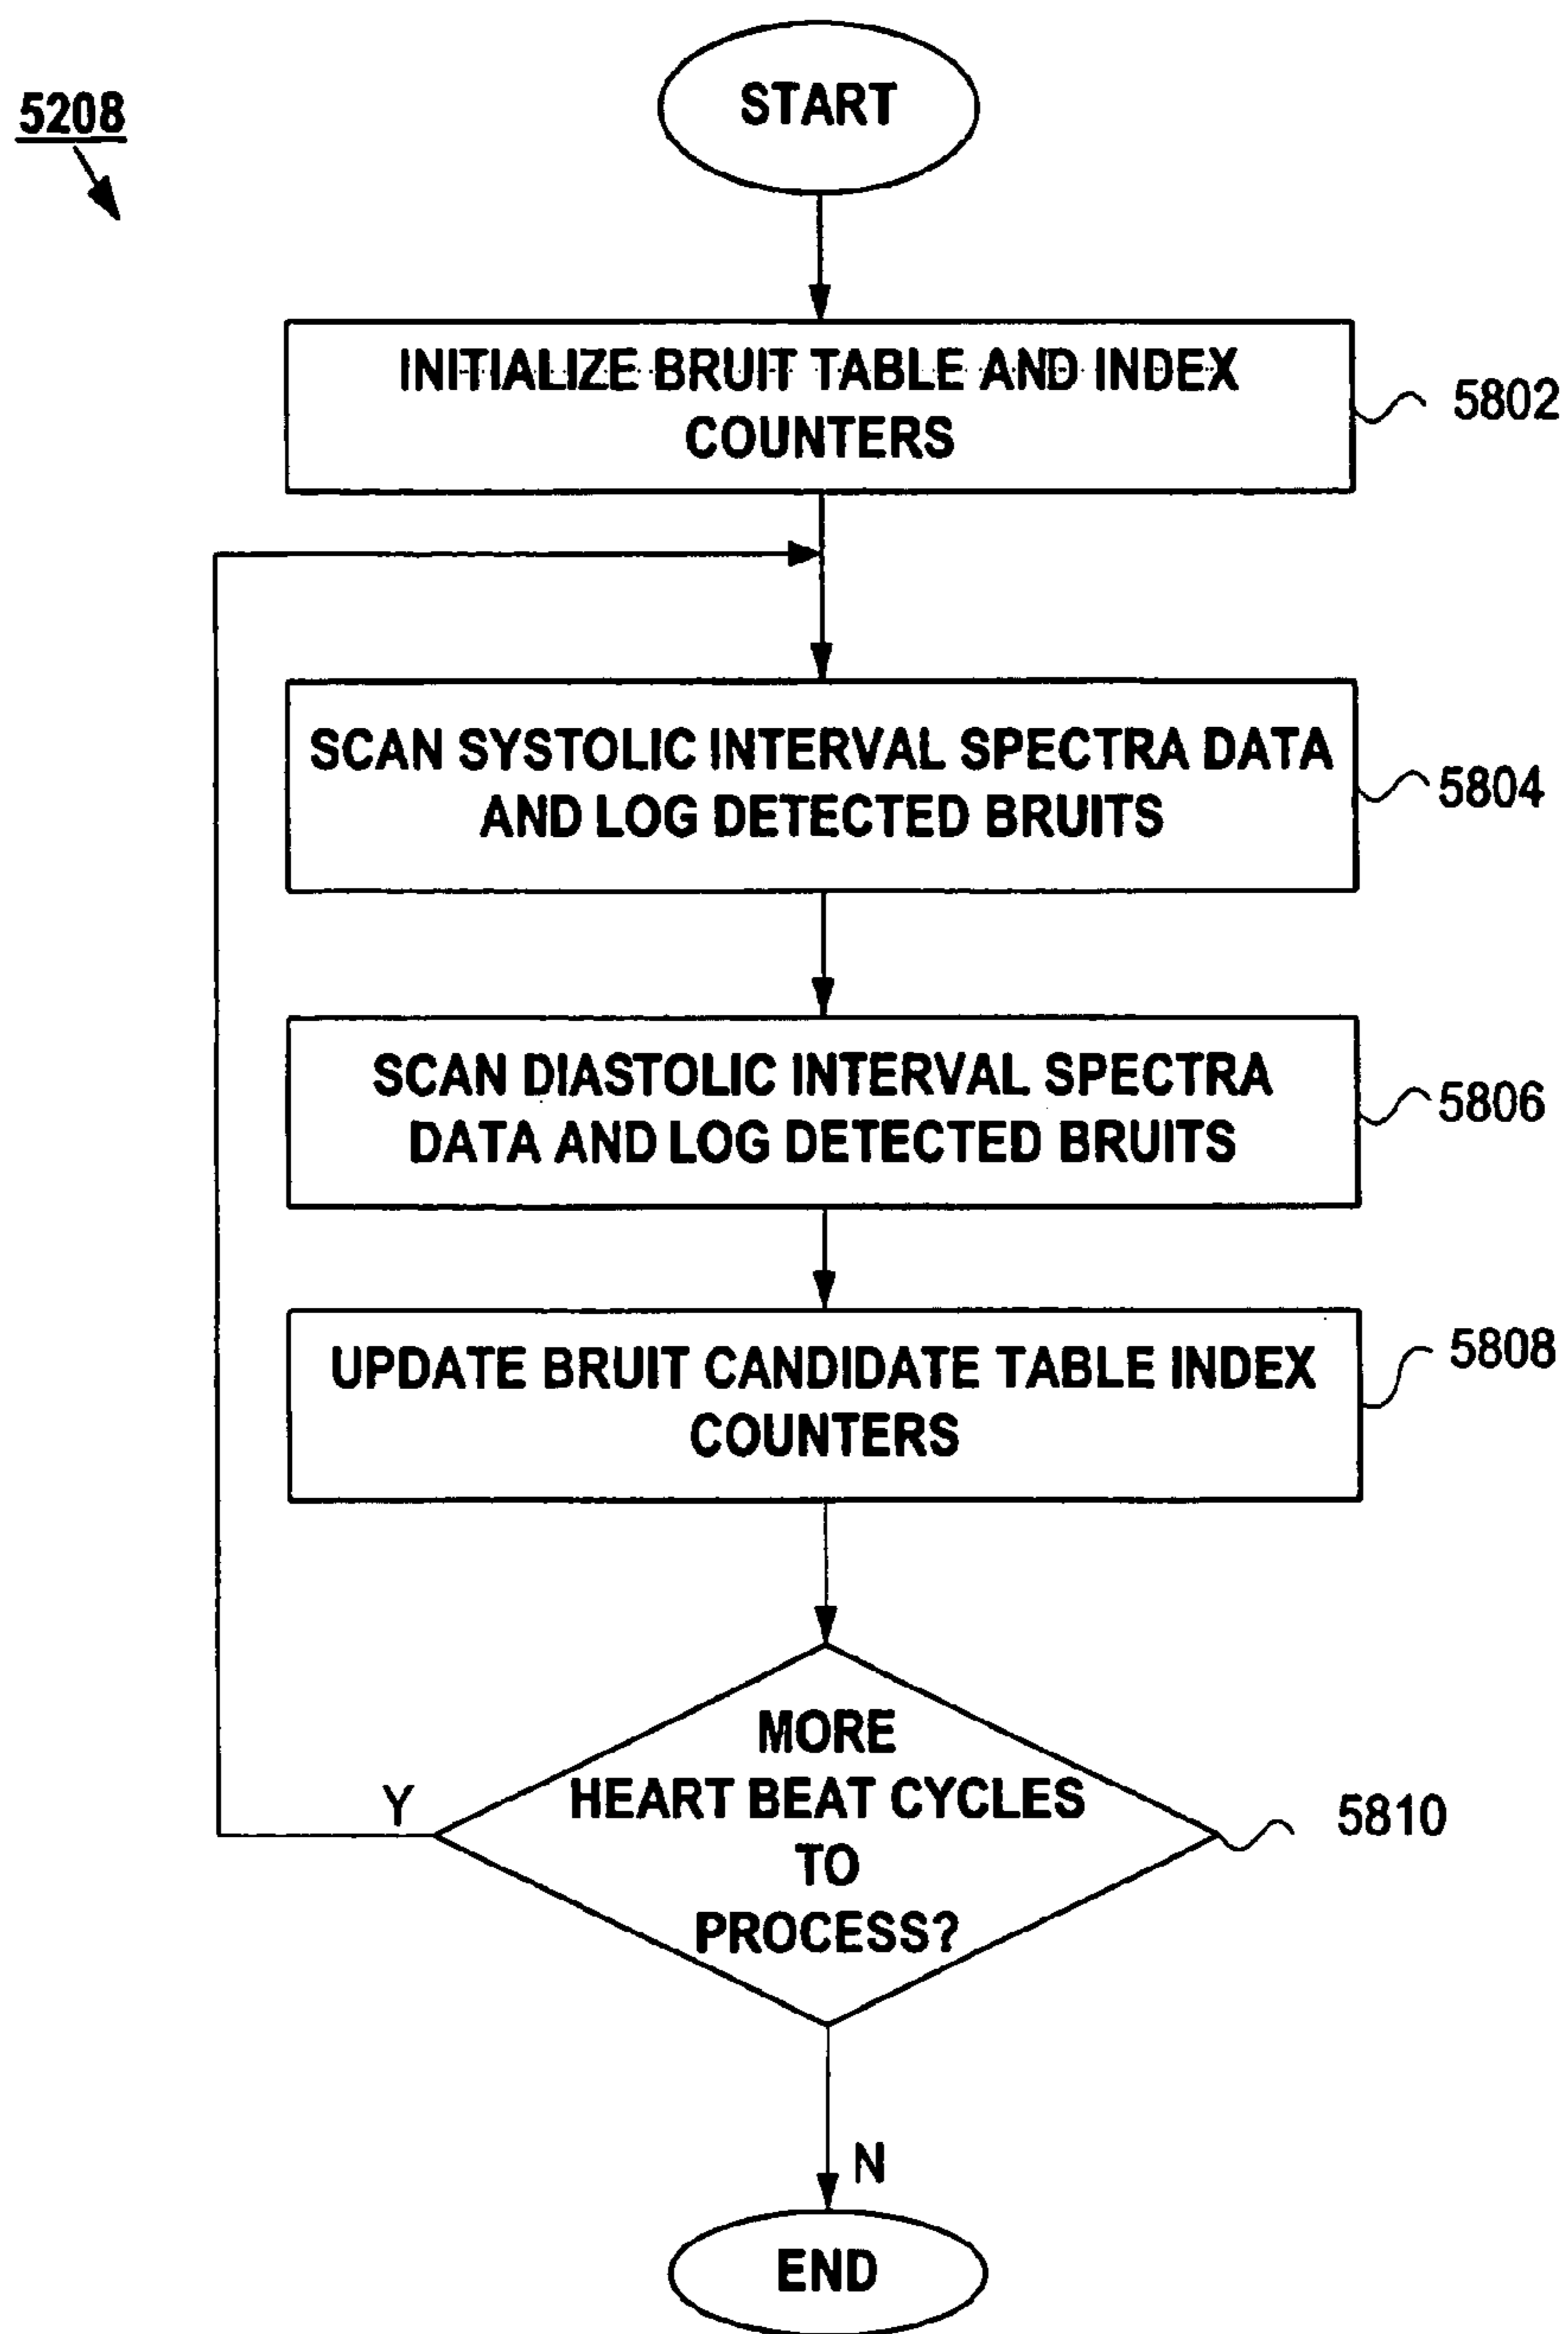 5208
START
INITIALIZE BRUIT TABLE AND INDEX
COUNTERS
5802
SCAN SYSTOLIC INTERVAL SPECTRA DATA
AND LOG DETECTED BRUITS
5804
SCAN DIASTOLIC INTERVAL SPECTRA
DATA AND LOG DETECTED BRUITS
5806
UPDATE BRUIT CANDIDATE TABLE INDEX
COUNTERS
5808
MORE
HEART BEAT CYCLES
TO
PROCESS?
5810
Y
N
END